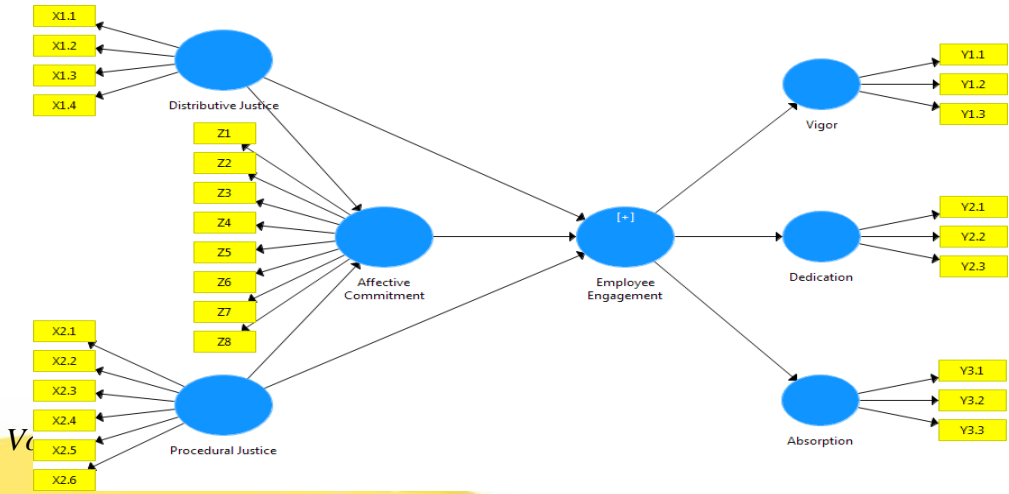 X1.1
X1.2
X1.3
X1.4
Distributive Justice
Z1
Z2
Z3
Z4
Z5
Z6
Z7
Z8
Affective
Commitment
X2.1
X2.2
X2.3
X2.4
X2.5
X2.6
Procedural Justice
[+]
Employee
Engagement
Y1.1
Y1.2
Y1.3
Vigor
Y2.1
Y2.2
Y2.3
Dedication
Y3.1
Y3.2
Y3.3
Absorption